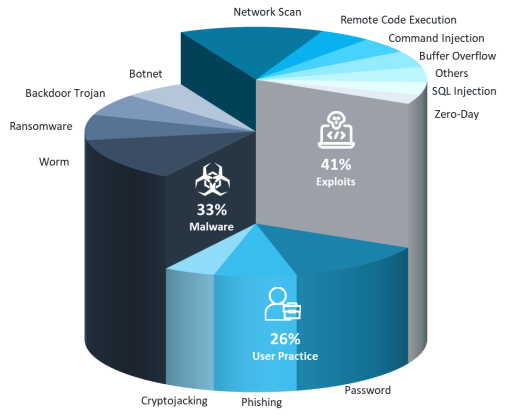 Network Scan
Remote Code Execution
Command Injection
Buffer Overflow
Others
SQL Injection
Zero-Day
Botnet
Backdoor Trojan
Ransomware
Worm
41%
Exploits
33%
Malware
26%
User Practice
Cryptojacking
Phishing
Password